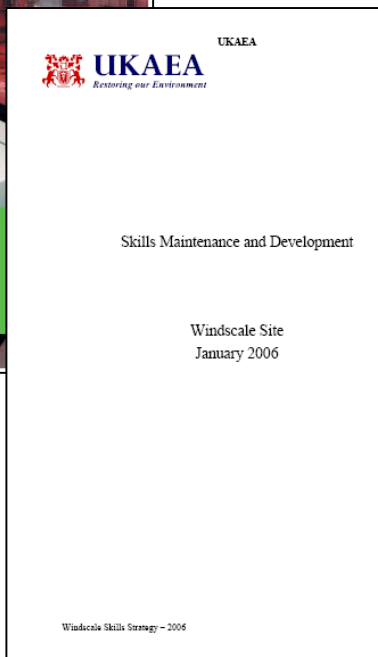 UKAEA
UKAEA
Restoring our Environment
Skills Maintenance and Development
Windscale Site
January 2006
Windscale Skills Strategy – 2006